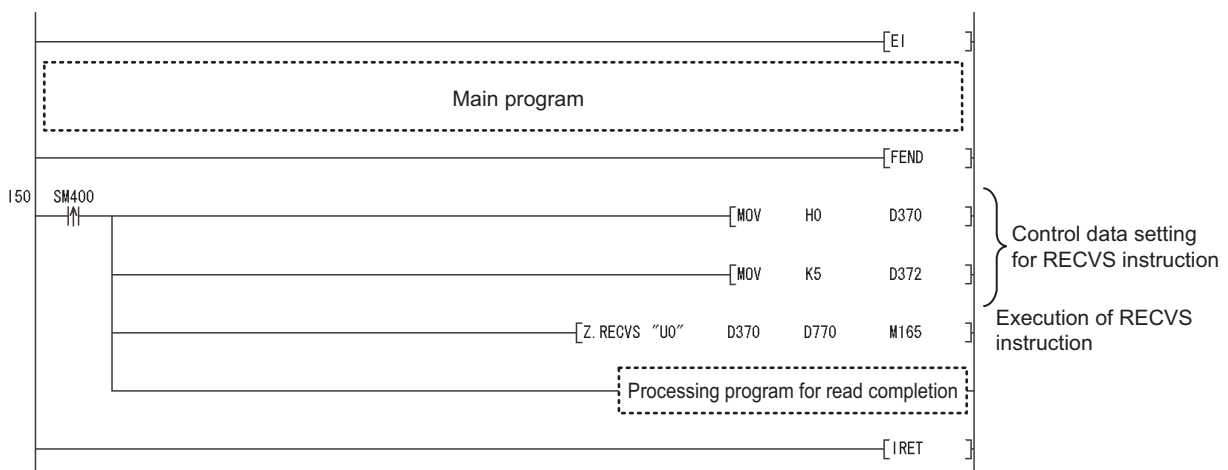 [EI ]
Main program
[FEND ]
I50 SM400
[MOV H0 D370 ]
Control data setting
for RECVS instruction
[MOV K5 D372 ]
Execution of RECVS
instruction
[Z.RECVS "U0" D370 D770 M165 ]
Processing program for read completion
[IRET ]